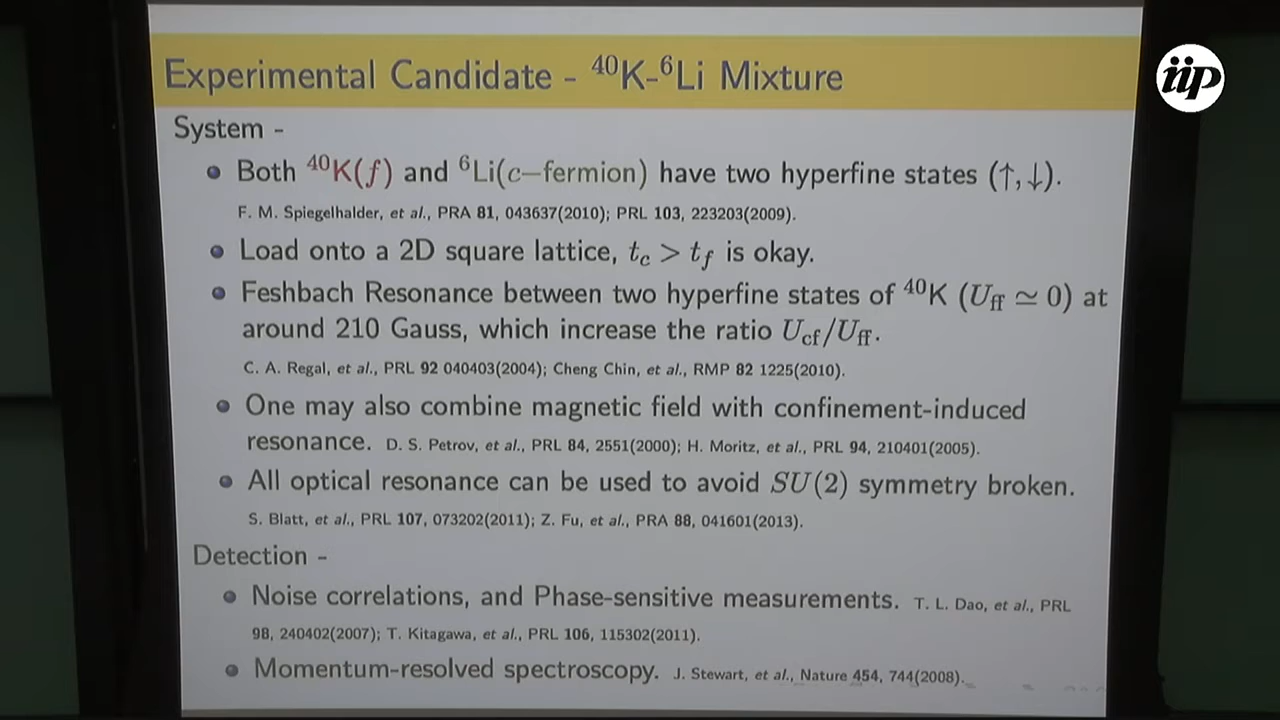 Experimental Candidate - ⁴⁰K-⁶Li Mixture
iip
System -
Both ⁴⁰K(f) and ⁶Li(c−fermion) have two hyperfine states (↑,↓).
F. M. Spiegelhalder, et al., PRA 81, 043637(2010); PRL 103, 223203(2009).
Load onto a 2D square lattice, t_c > t_f is okay.
Feshbach Resonance between two hyperfine states of ⁴⁰K (U_ff ≃ 0) at
around 210 Gauss, which increase the ratio U_cf/U_ff.
C. A. Regal, et al., PRL 92 040403(2004); Cheng Chin, et al., RMP 82 1225(2010).
One may also combine magnetic field with confinement-induced
resonance. D. S. Petrov, et al., PRL 84, 2551(2000); H. Moritz, et al., PRL 94, 210401(2005).
All optical resonance can be used to avoid SU(2) symmetry broken.
S. Blatt, et al., PRL 107, 073202(2011); Z. Fu, et al., PRA 88, 041601(2013).
Detection -
Noise correlations, and Phase-sensitive measurements. T. L. Dao, et al., PRL
98, 240402(2007); T. Kitagawa, et al., PRL 106, 115302(2011).
Momentum-resolved spectroscopy. J. Stewart, et al., Nature 454, 744(2008).